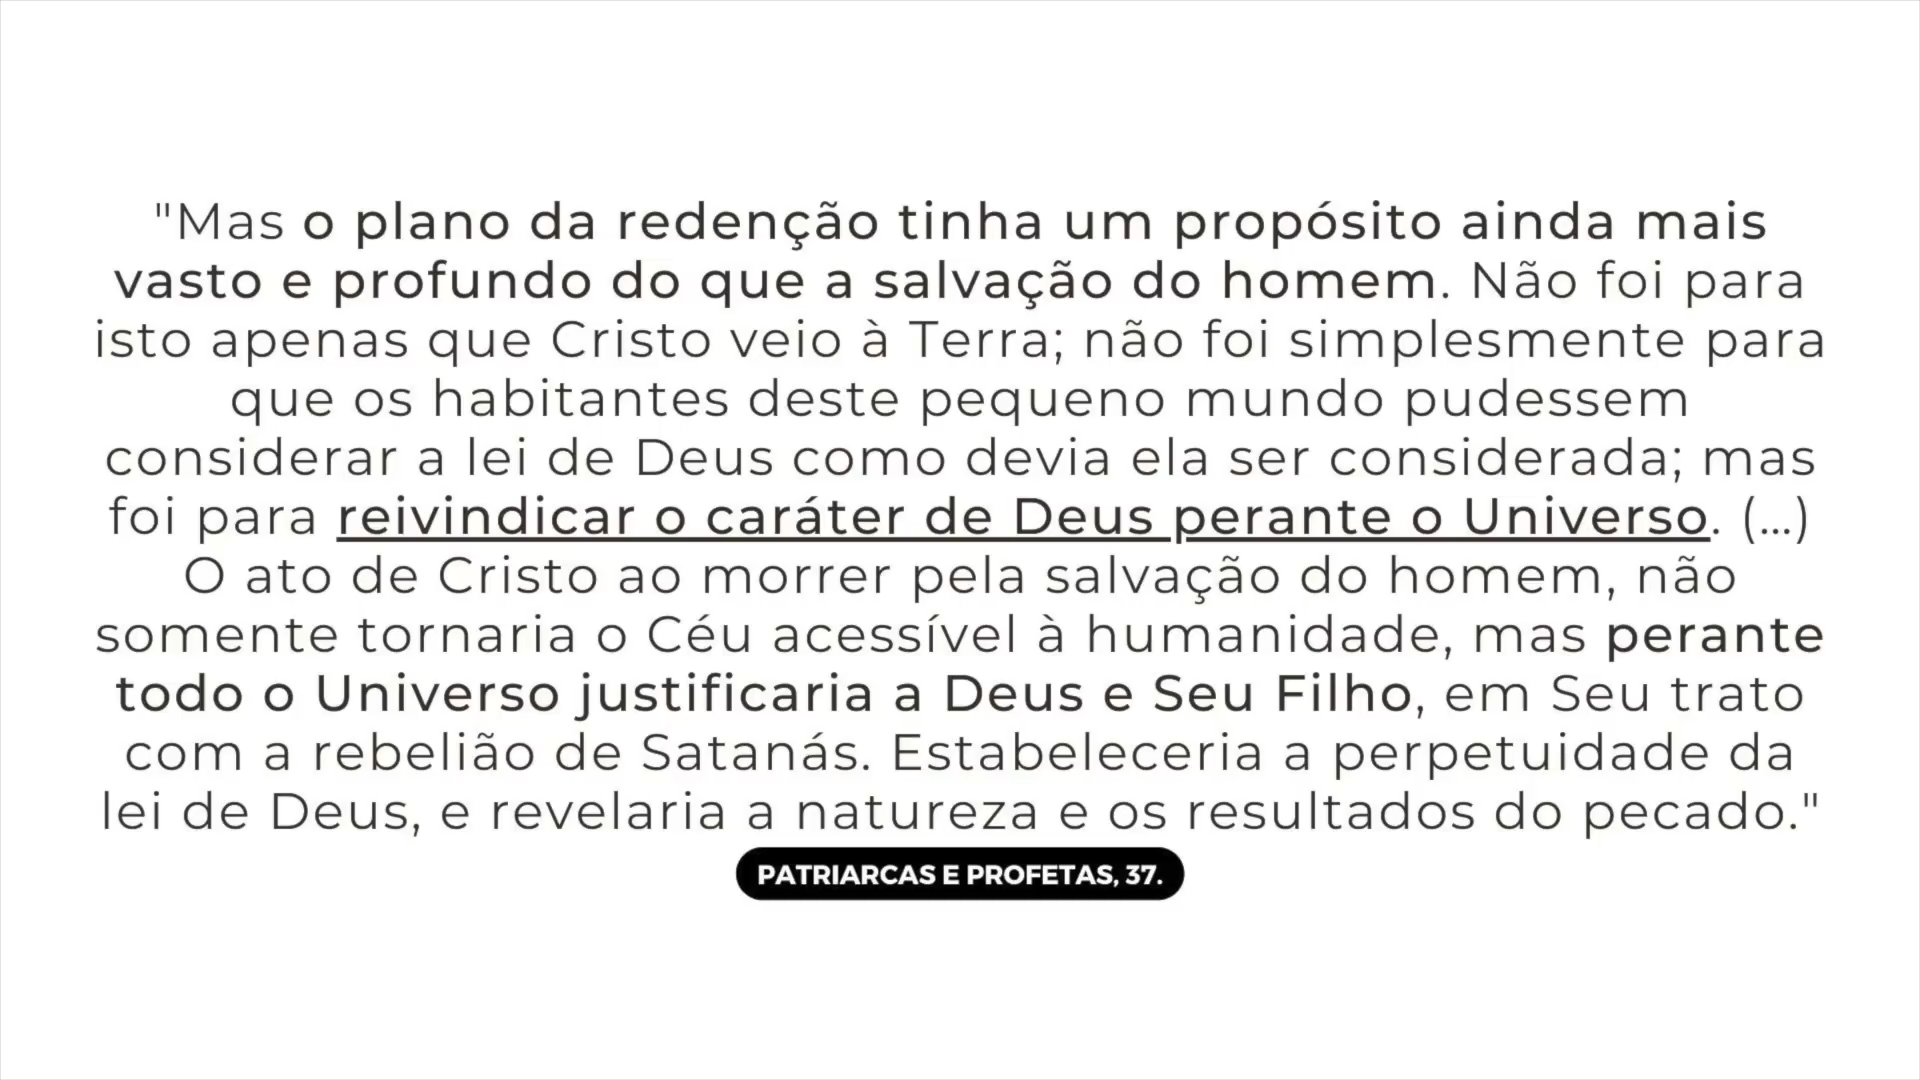 "Mas o plano da redenção tinha um propósito ainda mais
vasto e profundo do que a salvação do homem. Não foi para
isto apenas que Cristo veio à Terra; não foi simplesmente para
que os habitantes deste pequeno mundo pudessem
considerar a lei de Deus como devia ela ser considerada; mas
foi para reivindicar o caráter de Deus perante o Universo. (...)
O ato de Cristo ao morrer pela salvação do homem, não
somente tornaria o Céu acessível à humanidade, mas perante
todo o Universo justificaria a Deus e Seu Filho, em Seu trato
com a rebelião de Satanás. Estabeleceria a perpetuidade da
lei de Deus, e revelaria a natureza e os resultados do pecado."
PATRIARCAS E PROFETAS, 37.